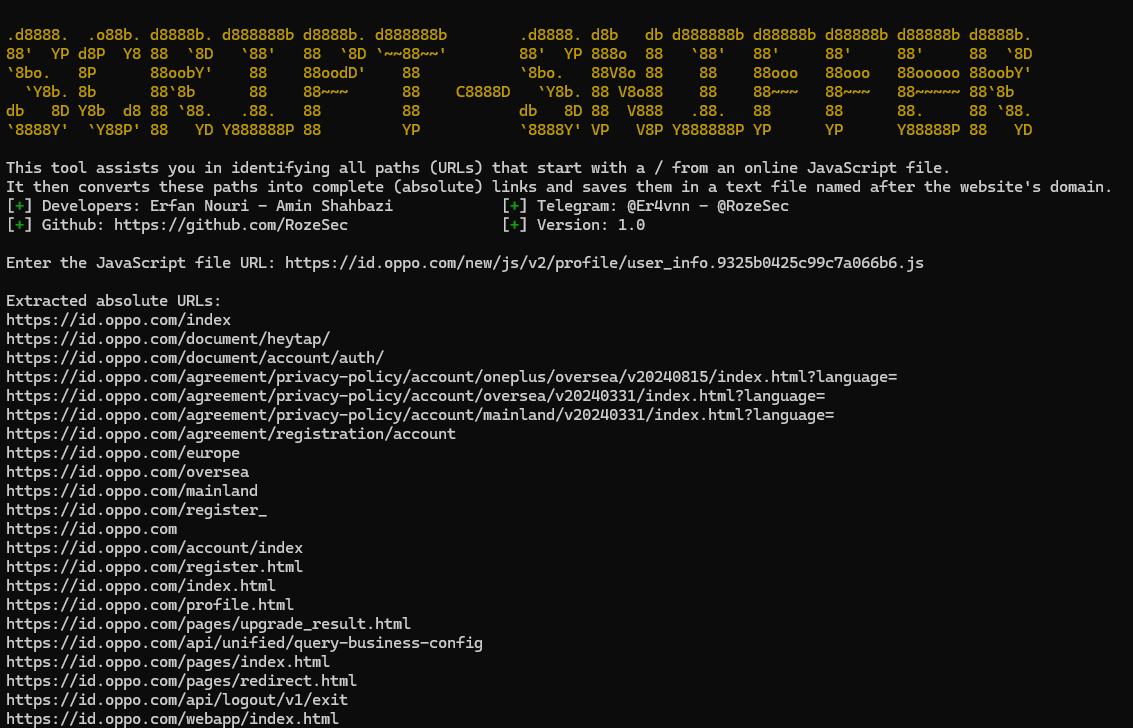 .d8888.  .o88b. d8888b. d888888b d8888b. d888888b        .d8888. d8b   db d888888b d88888b d88888b d88888b d8888b.
88'  YP d8P  Y8 88  `8D   `88'   88  `8D `~~88~~'        88'  YP 888o  88   `88'   88'     88'     88'     88  `8D
`8bo.   8P      88oobY'    88    88oodD'    88           `8bo.   88V8o 88    88    88ooo   88ooo   88ooooo 88oobY'
  `Y8b. 8b      88`8b      88    88~~~      88    C8888D   `Y8b. 88 V8o88    88    88~~~   88~~~   88~~~~~ 88`8b
db   8D Y8b  d8 88 `88.   .88.   88         88           db   8D 88  V888   .88.   88      88      88.     88 `88.
`8888Y'  `Y88P' 88   YD Y888888P 88         YP           `8888Y' VP   V8P Y888888P YP      YP      Y88888P 88   YD
This tool assists you in identifying all paths (URLs) that start with a / from an online JavaScript file.
It then converts these paths into complete (absolute) links and saves them in a text file named after the website's domain.
[+] Developers: Erfan Nouri - Amin Shahbazi            [+] Telegram: @Er4vnn - @RozeSec
[+] Github: https://github.com/RozeSec                 [+] Version: 1.0
Enter the JavaScript file URL: https://id.oppo.com/new/js/v2/profile/user_info.9325b0425c99c7a066b6.js
Extracted absolute URLs:
https://id.oppo.com/index
https://id.oppo.com/document/heytap/
https://id.oppo.com/document/account/auth/
https://id.oppo.com/agreement/privacy-policy/account/oneplus/oversea/v20240815/index.html?language=
https://id.oppo.com/agreement/privacy-policy/account/oversea/v20240331/index.html?language=
https://id.oppo.com/agreement/privacy-policy/account/mainland/v20240331/index.html?language=
https://id.oppo.com/agreement/registration/account
https://id.oppo.com/europe
https://id.oppo.com/oversea
https://id.oppo.com/mainland
https://id.oppo.com/register_
https://id.oppo.com
https://id.oppo.com/account/index
https://id.oppo.com/register.html
https://id.oppo.com/index.html
https://id.oppo.com/profile.html
https://id.oppo.com/pages/upgrade_result.html
https://id.oppo.com/api/unified/query-business-config
https://id.oppo.com/pages/index.html
https://id.oppo.com/pages/redirect.html
https://id.oppo.com/api/logout/v1/exit
https://id.oppo.com/webapp/index.html